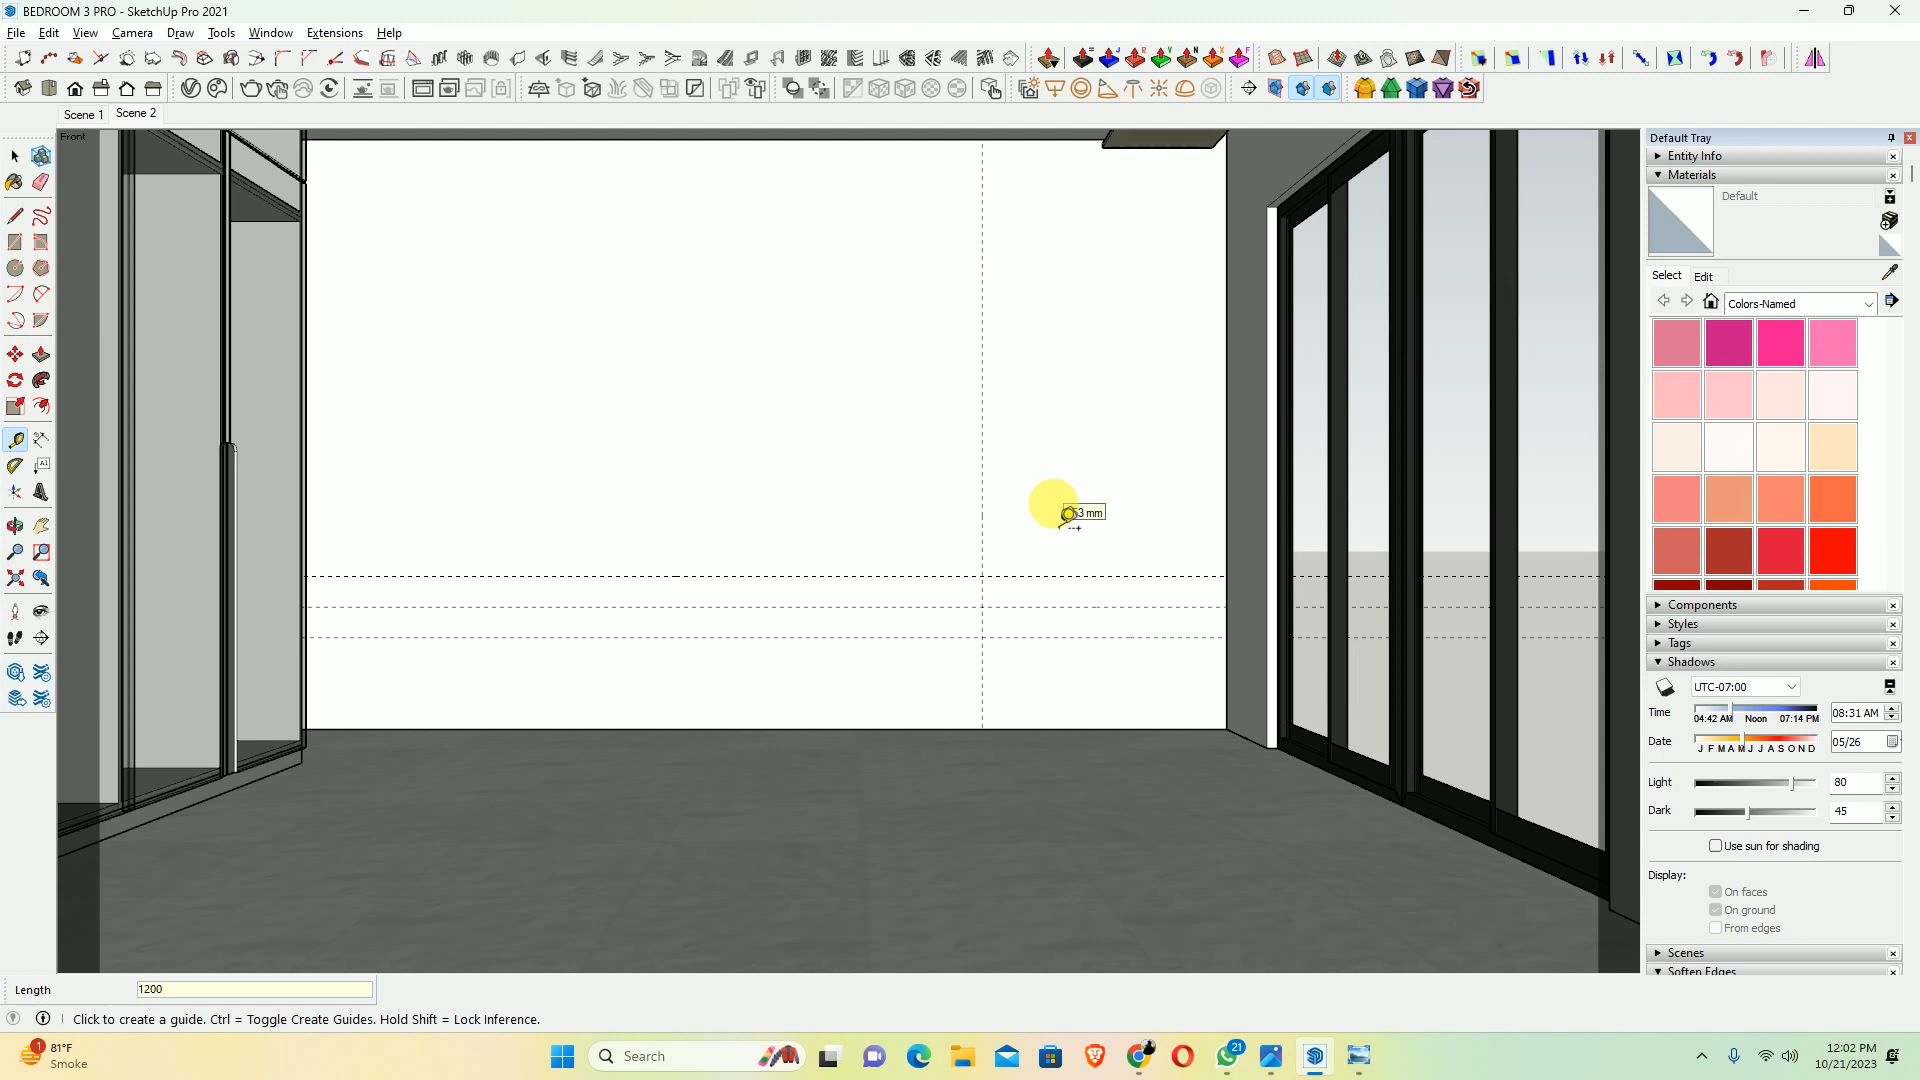 BEDROOM 3 PRO - SketchUp Pro 2021
File Edit View Camera Draw Tools Window Extensions Help
Scene 1 Scene 2
Front
3 mm
Default Tray
Entity Info
Materials
Default
Select Edit
Colors-Named
Components
Styles
Tags
Shadows
UTC-07:00
Time 04:42 AM Noon 07:14 PM 08:31 AM
Date J F M A M J J A S O N D 05/26
Light 80
Dark 45
Use sun for shading
Display:
On faces
On ground
From edges
Scenes
Soften Edges
Length 1200
Click to create a guide. Ctrl = Toggle Create Guides. Hold Shift = Lock Inference.
1 81°F
Smoke
Search
21
12:02 PM
10/21/2023